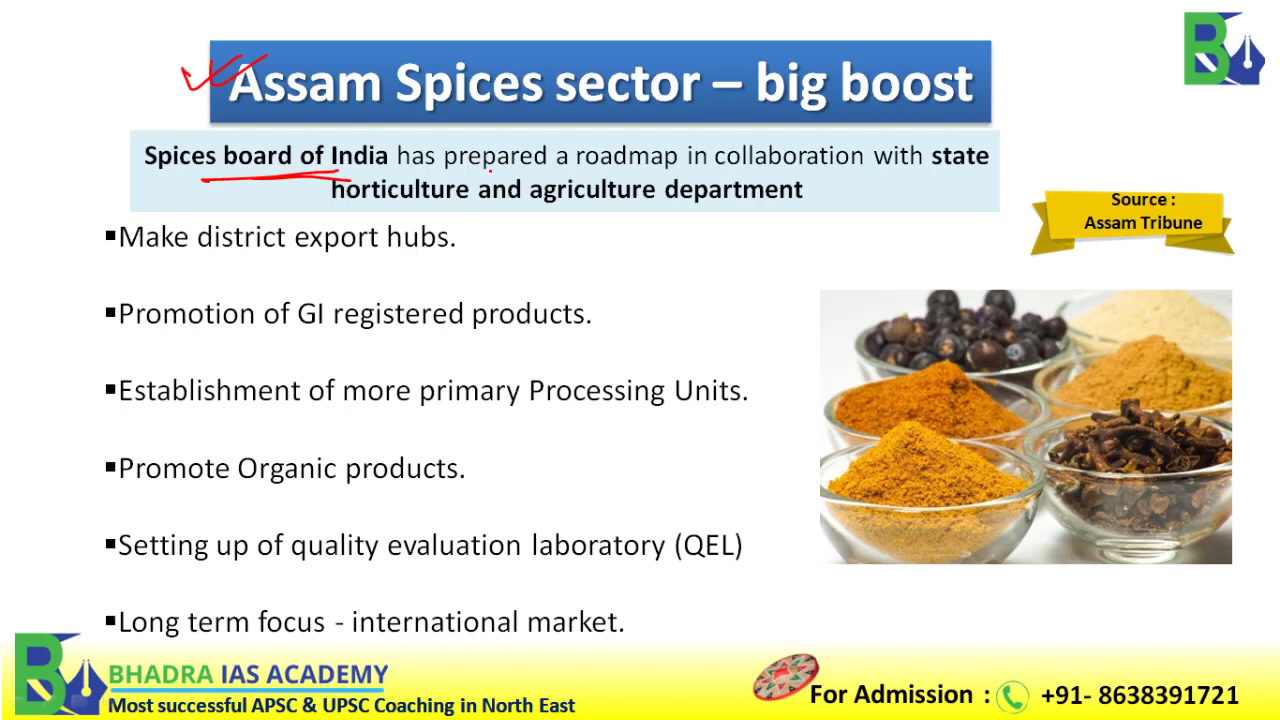 Assam Spices sector – big boost
Spices board of India has prepared a roadmap in collaboration with state
horticulture and agriculture department
Source :
Assam Tribune
▪Make district export hubs.
▪Promotion of GI registered products.
▪Establishment of more primary Processing Units.
▪Promote Organic products.
▪Setting up of quality evaluation laboratory (QEL)
▪Long term focus - international market.
BHADRA IAS ACADEMY
Most successful APSC & UPSC Coaching in North East
For Admission : +91- 8638391721